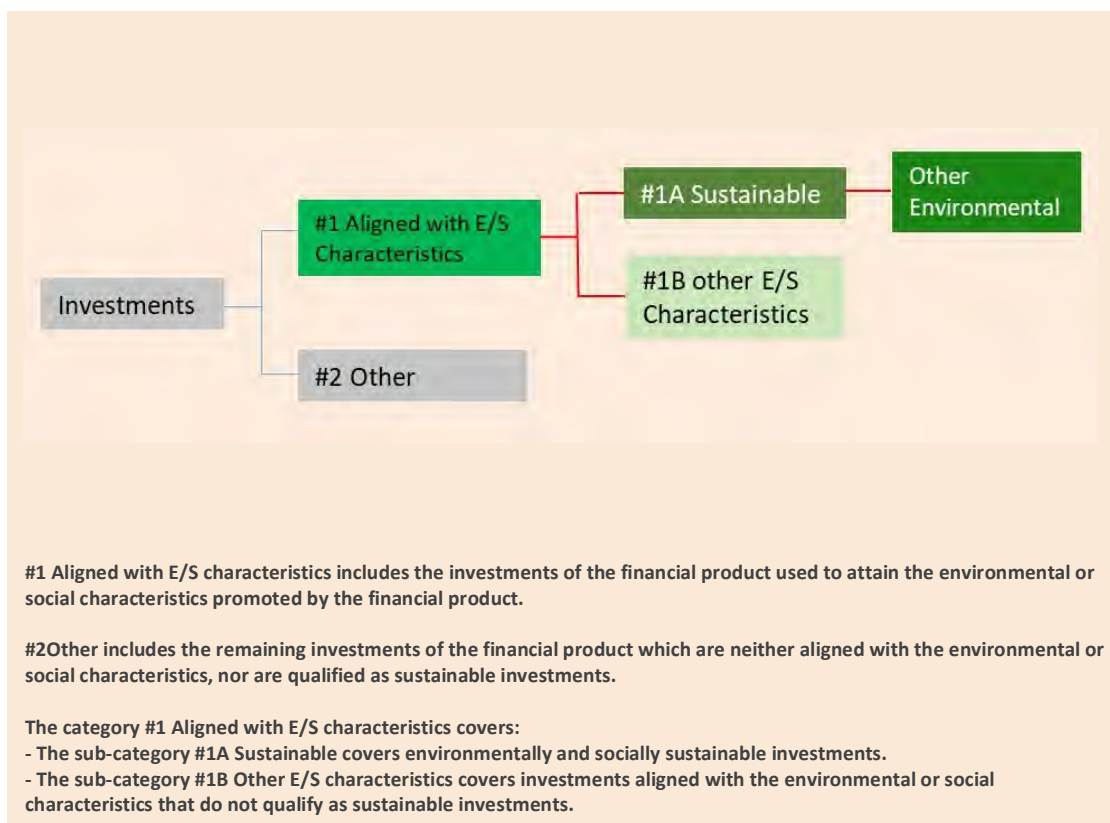 Other
Environmental
#1A Sustainable
#1 Aligned with E/S
Characteristics
#1B other E/S
Characteristics
Investments
#2 Other
#1 Aligned with E/S characteristics includes the investments of the financial product used to attain the environmental or
social characteristics promoted by the financial product.
#2Other includes the remaining investments of the financial product which are neither aligned with the environmental or
social characteristics, nor are qualified as sustainable investments.
The category #1 Aligned with E/S characteristics covers:
- The sub-category #1A Sustainable covers environmentally and socially sustainable investments.
- The sub-category #1B Other E/S characteristics covers investments aligned with the environmental or social
characteristics that do not qualify as sustainable investments.